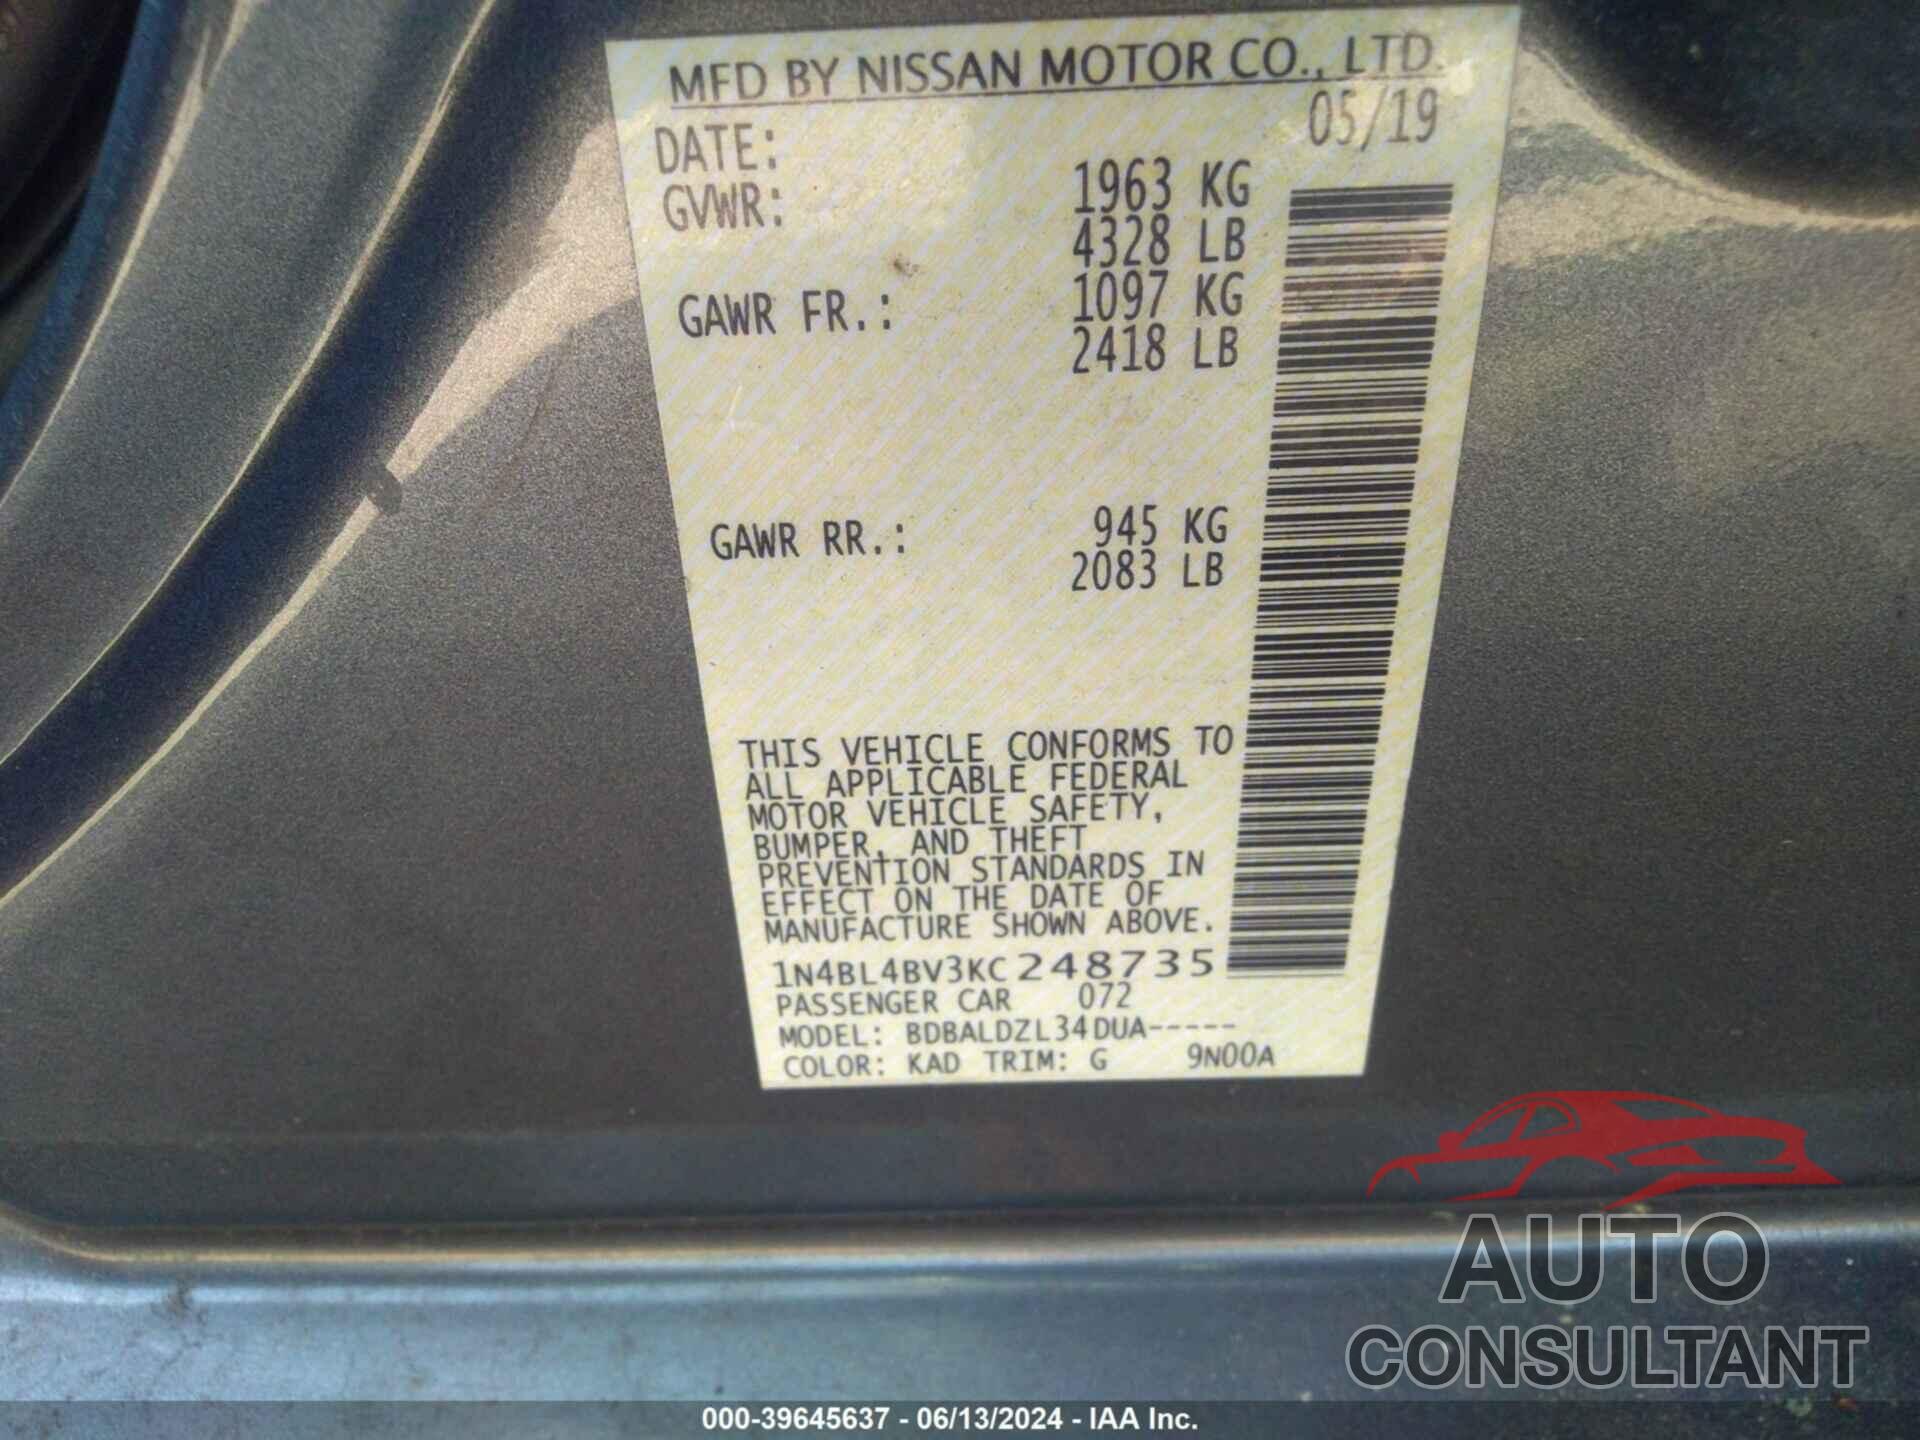 MFD BY NISSAN MOTOR CO., LTD.
DATE: 05/19
GVWR: 1963 KG
4328 LB
GAWR FR.: 1097 KG
2418 LB
GAWR RR.: 945 KG
2083 LB
THIS VEHICLE CONFORMS TO
ALL APPLICABLE FEDERAL
MOTOR VEHICLE SAFETY,
BUMPER, AND THEFT
PREVENTION STANDARDS IN
EFFECT ON THE DATE OF
MANUFACTURE SHOWN ABOVE.
1N4BL4BV3KC248735
PASSENGER CAR 072
MODEL: BDBALDZL34DUA-----
COLOR: KAD TRIM: G 9N00A
AUTO
CONSULTANT
000-39645637 - 06/13/2024 - IAA Inc.